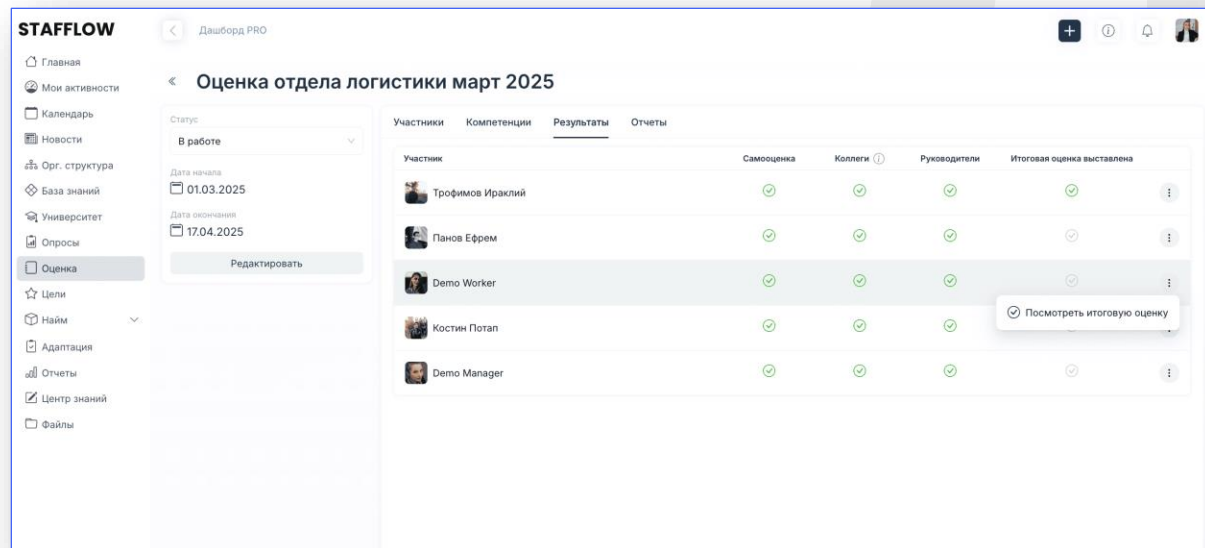 STAFFLOW
Дашборд PRO
Главная
Мои активности
Календарь
Новости
Орг. структура
База знаний
Университет
Опросы
Оценка
Цели
Найм
Адаптация
Отчеты
Центр знаний
Файлы
Оценка отдела логистики март 2025
Статус
В работе
Дата начала
01.03.2025
Дата окончания
17.04.2025
Редактировать
Участники Компетенции Результаты Отчеты
Участник Самооценка Коллеги Руководители Итоговая оценка выставлена
Трофимов Ираклий
Панов Ефрем
Demo Worker
Посмотреть итоговую оценку
Костин Потап
Demo Manager